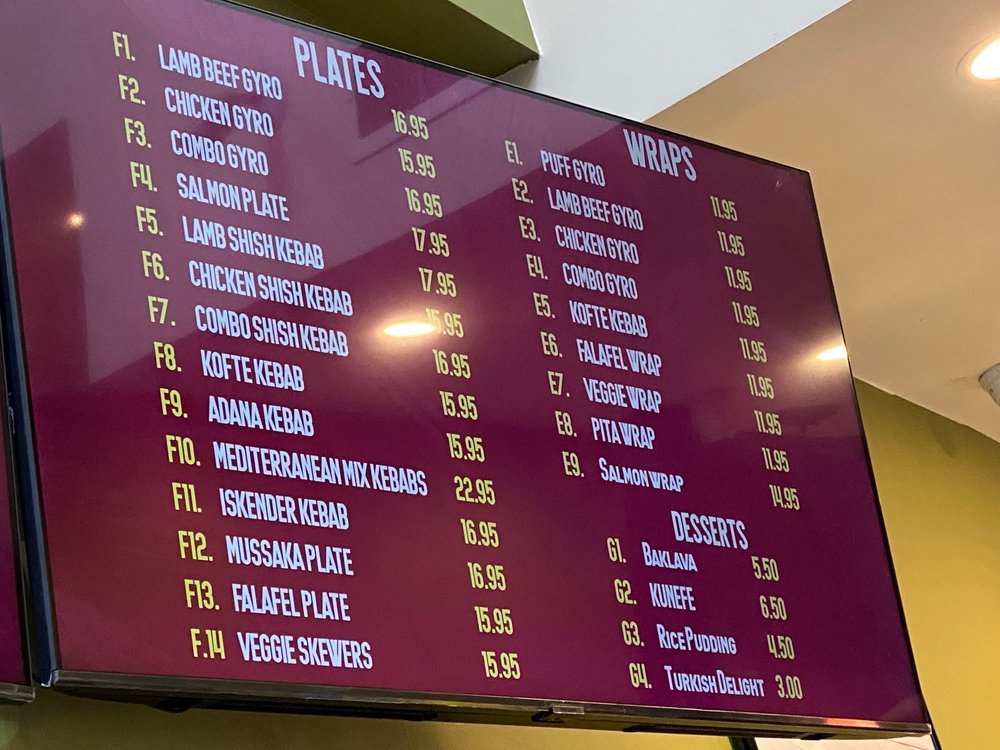 PLATES
F1. LAMB BEEF GYRO 16.95
F2. CHICKEN GYRO 15.95
F3. COMBO GYRO 16.95
F4. SALMON PLATE 17.95
F5. LAMB SHISH KEBAB 17.95
F6. CHICKEN SHISH KEBAB 15.95
F7. COMBO SHISH KEBAB 16.95
F8. KOFTE KEBAB 15.95
F9. ADANA KEBAB 15.95
F10. MEDITERRANEAN MIX KEBABS 22.95
F11. ISKENDER KEBAB 16.95
F12. MUSSAKA PLATE 16.95
F13. FALAFEL PLATE 15.95
F.14 VEGGIE SKEWERS 15.95
WRAPS
E1. PUFF GYRO 11.95
E2. LAMB BEEF GYRO 11.95
E3. CHICKEN GYRO 11.95
E4. COMBO GYRO 11.95
E5. KOFTE KEBAB 11.95
E6. FALAFEL WRAP 11.95
E7. VEGGIE WRAP 11.95
E8. PITA WRAP 11.95
E9. SALMON WRAP 14.95
DESSERTS
G1. BAKLAVA 5.50
G2. KUNEFE 6.50
G3. RICE PUDDING 4.50
G4. TURKISH DELIGHT 3.00